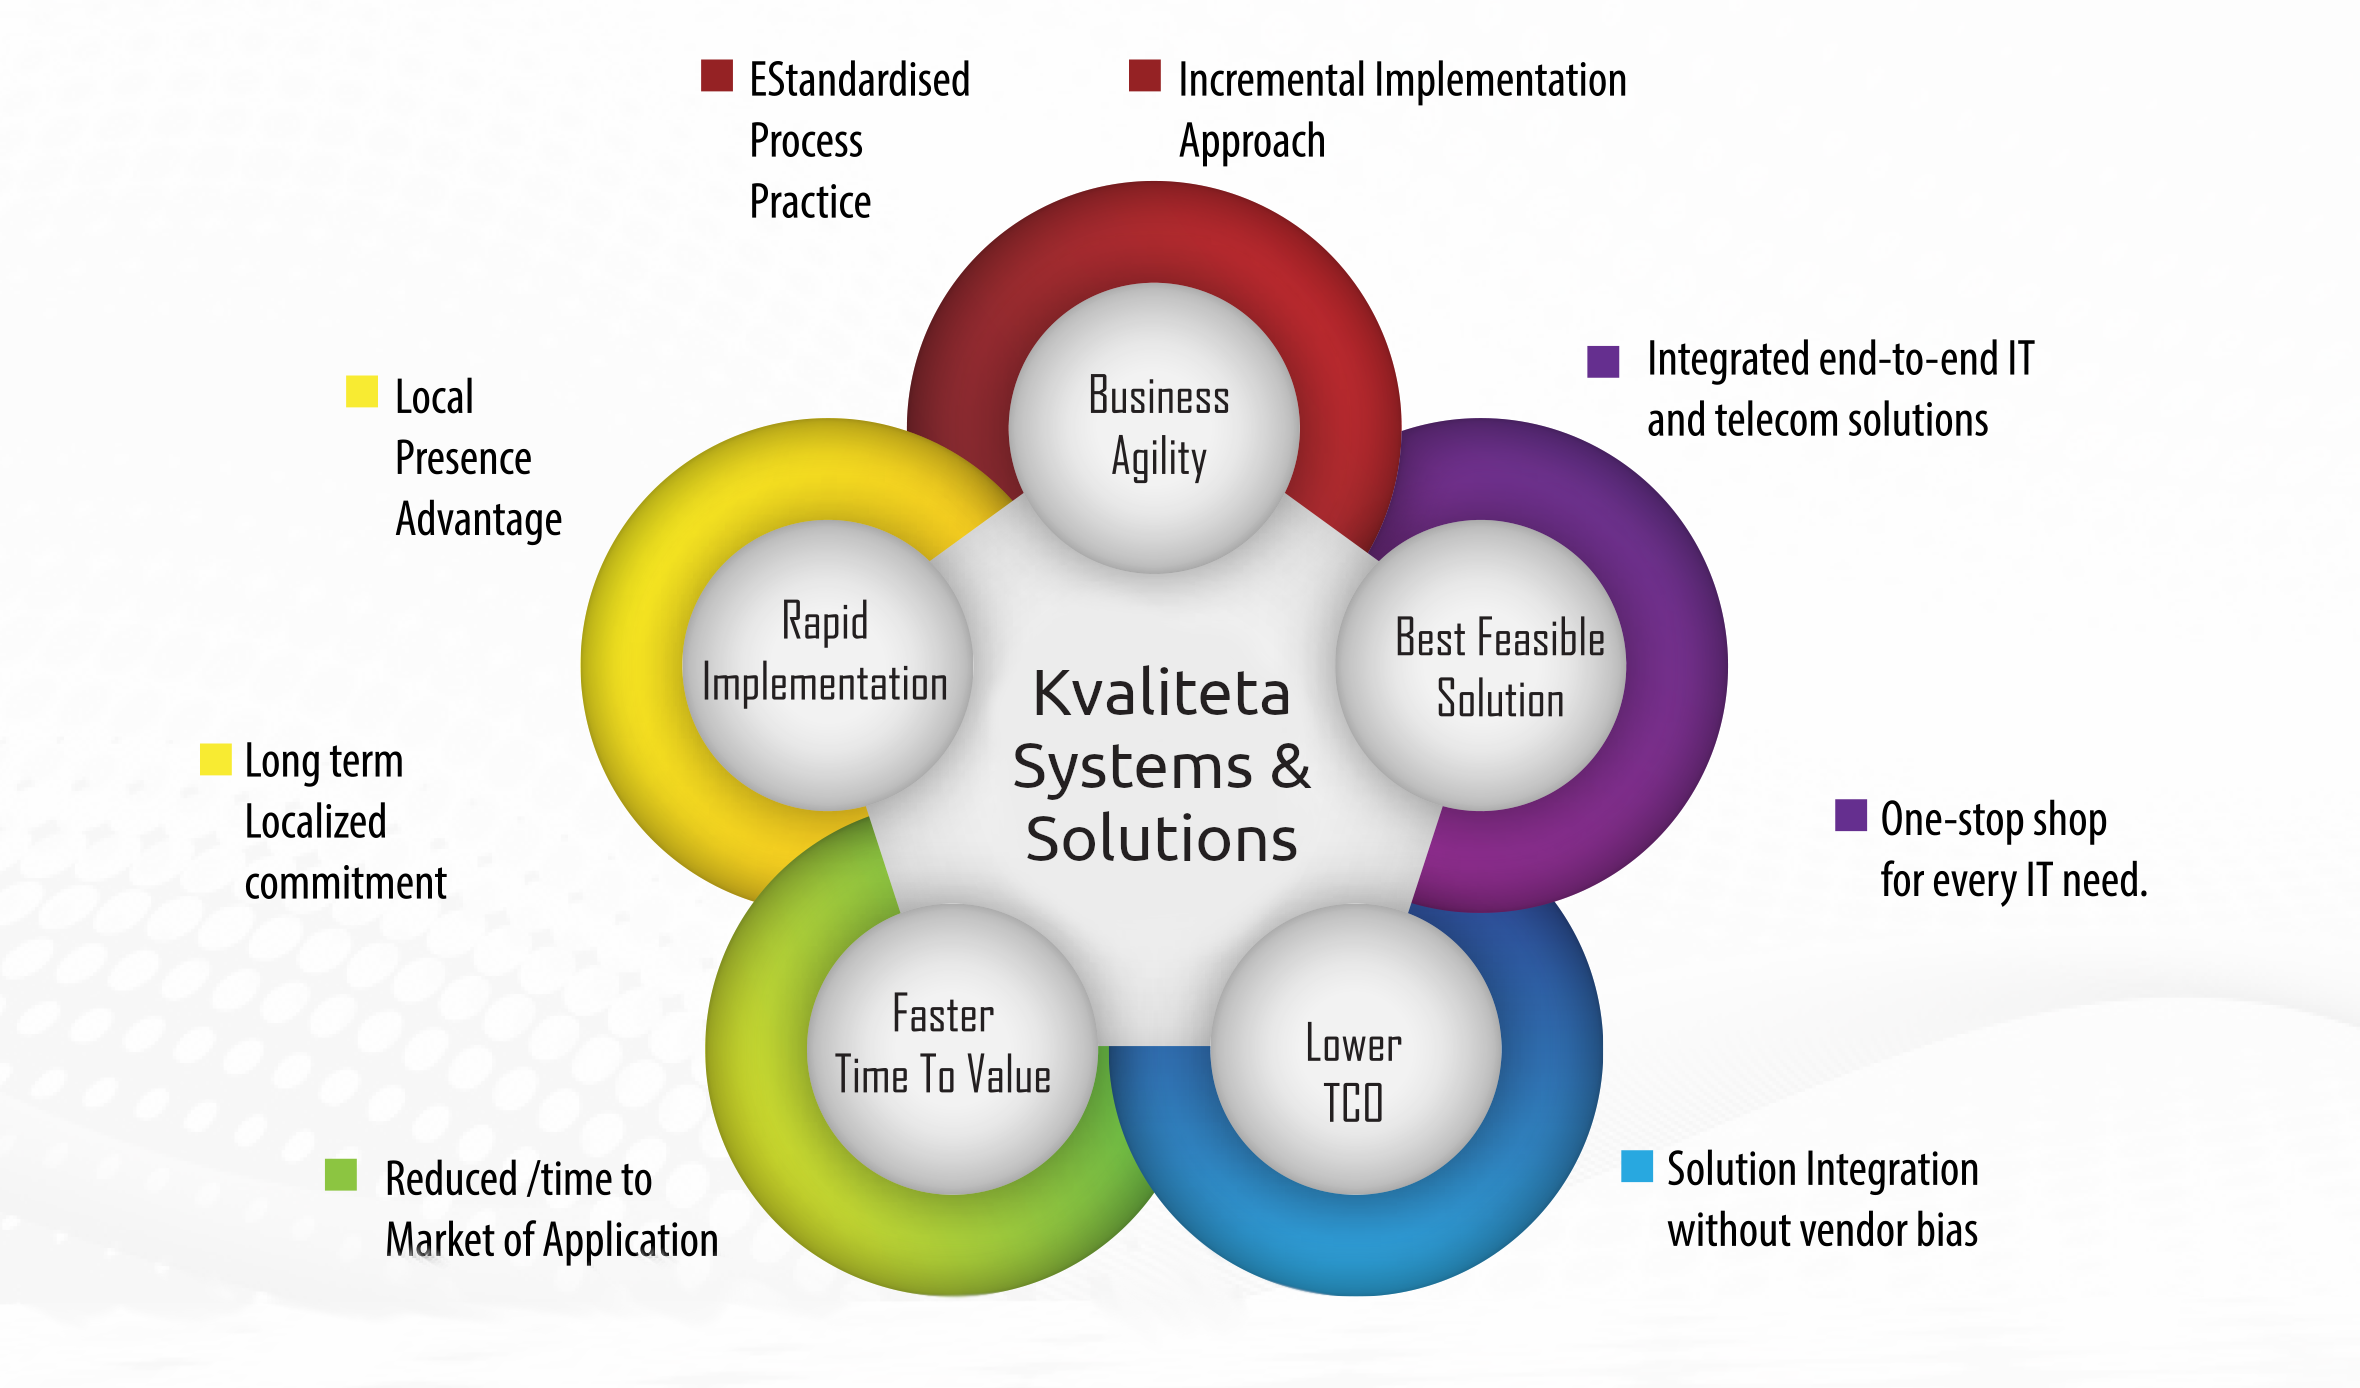 EStandardised
Process
Practice
Incremental Implementation
Approach
Business
Agility
Integrated end-to-end IT
and telecom solutions
Local
Presence
Advantage
Rapid
Implementation
Best Feasible
Solution
Kvaliteta
Systems &
Solutions
Long term
Localized
commitment
One-stop shop
for every IT need.
Faster
Time To Value
Lower
TCO
Reduced /time to
Market of Application
Solution Integration
without vendor bias